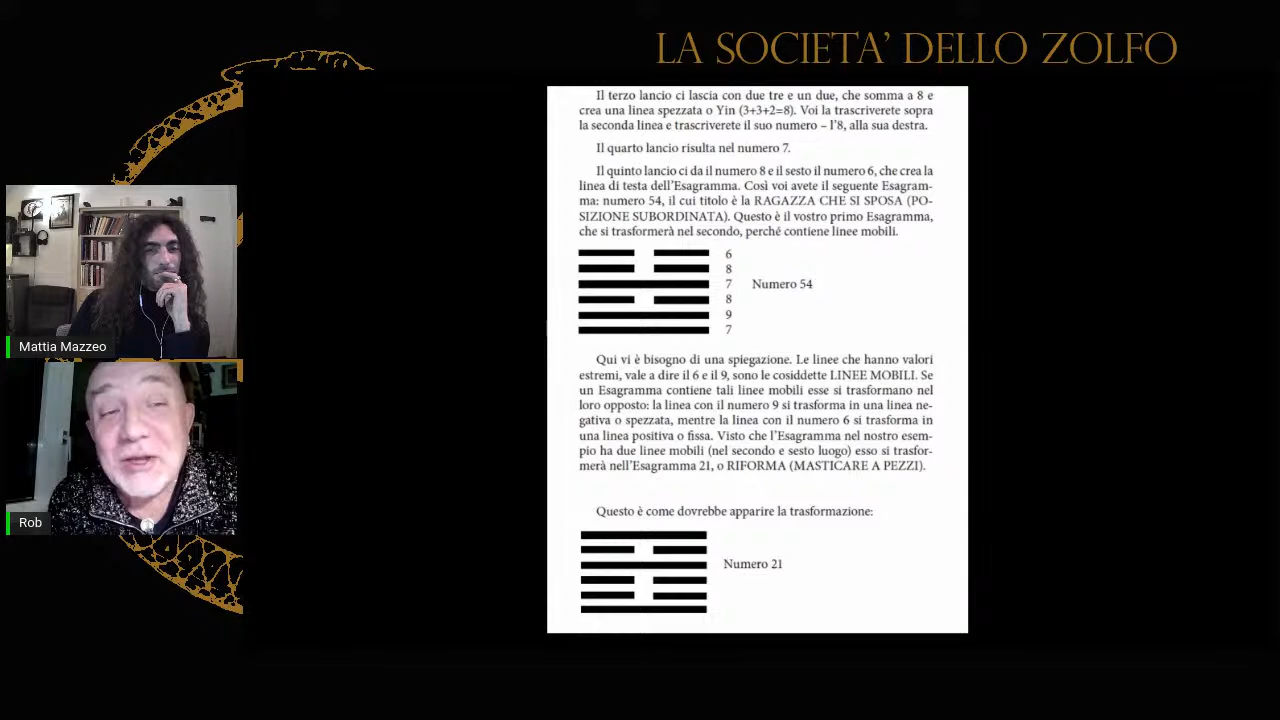 LA SOCIETA' DELLO ZOLFO
Il terzo lancio ci lascia con due tre e un due, che somma a 8 e
crea una linea spezzata o Yin (3+3+2=8). Voi la trascriverete sopra
la seconda linea e trascriverete il suo numero – l'8, alla sua destra.
Il quarto lancio risulta nel numero 7.
Il quinto lancio ci da il numero 8 e il sesto il numero 6, che crea la
linea di testa dell'Esagramma. Così voi avete il seguente Esagram-
ma: numero 54, il cui titolo è la RAGAZZA CHE SI SPOSA (PO-
SIZIONE SUBORDINATA). Questo è il vostro primo Esagramma,
che si trasformerà nel secondo, perché contiene linee mobili.
6
8
7 Numero 54
8
9
7
Qui vi è bisogno di una spiegazione. Le linee che hanno valori
estremi, vale a dire il 6 e il 9, sono le cosiddette LINEE MOBILI. Se
un Esagramma contiene tali linee mobili esse si trasformano nel
loro opposto: la linea con il numero 9 si trasforma in una linea ne-
gativa o spezzata, mentre la linea con il numero 6 si trasforma in
una linea positiva o fissa. Visto che l'Esagramma nel nostro esem-
pio ha due linee mobili (nel secondo e sesto luogo) esso si trasfor-
merà nell'Esagramma 21, o RIFORMA (MASTICARE A PEZZI).
Questo è come dovrebbe apparire la trasformazione:
Numero 21
Mattia Mazzeo
Rob